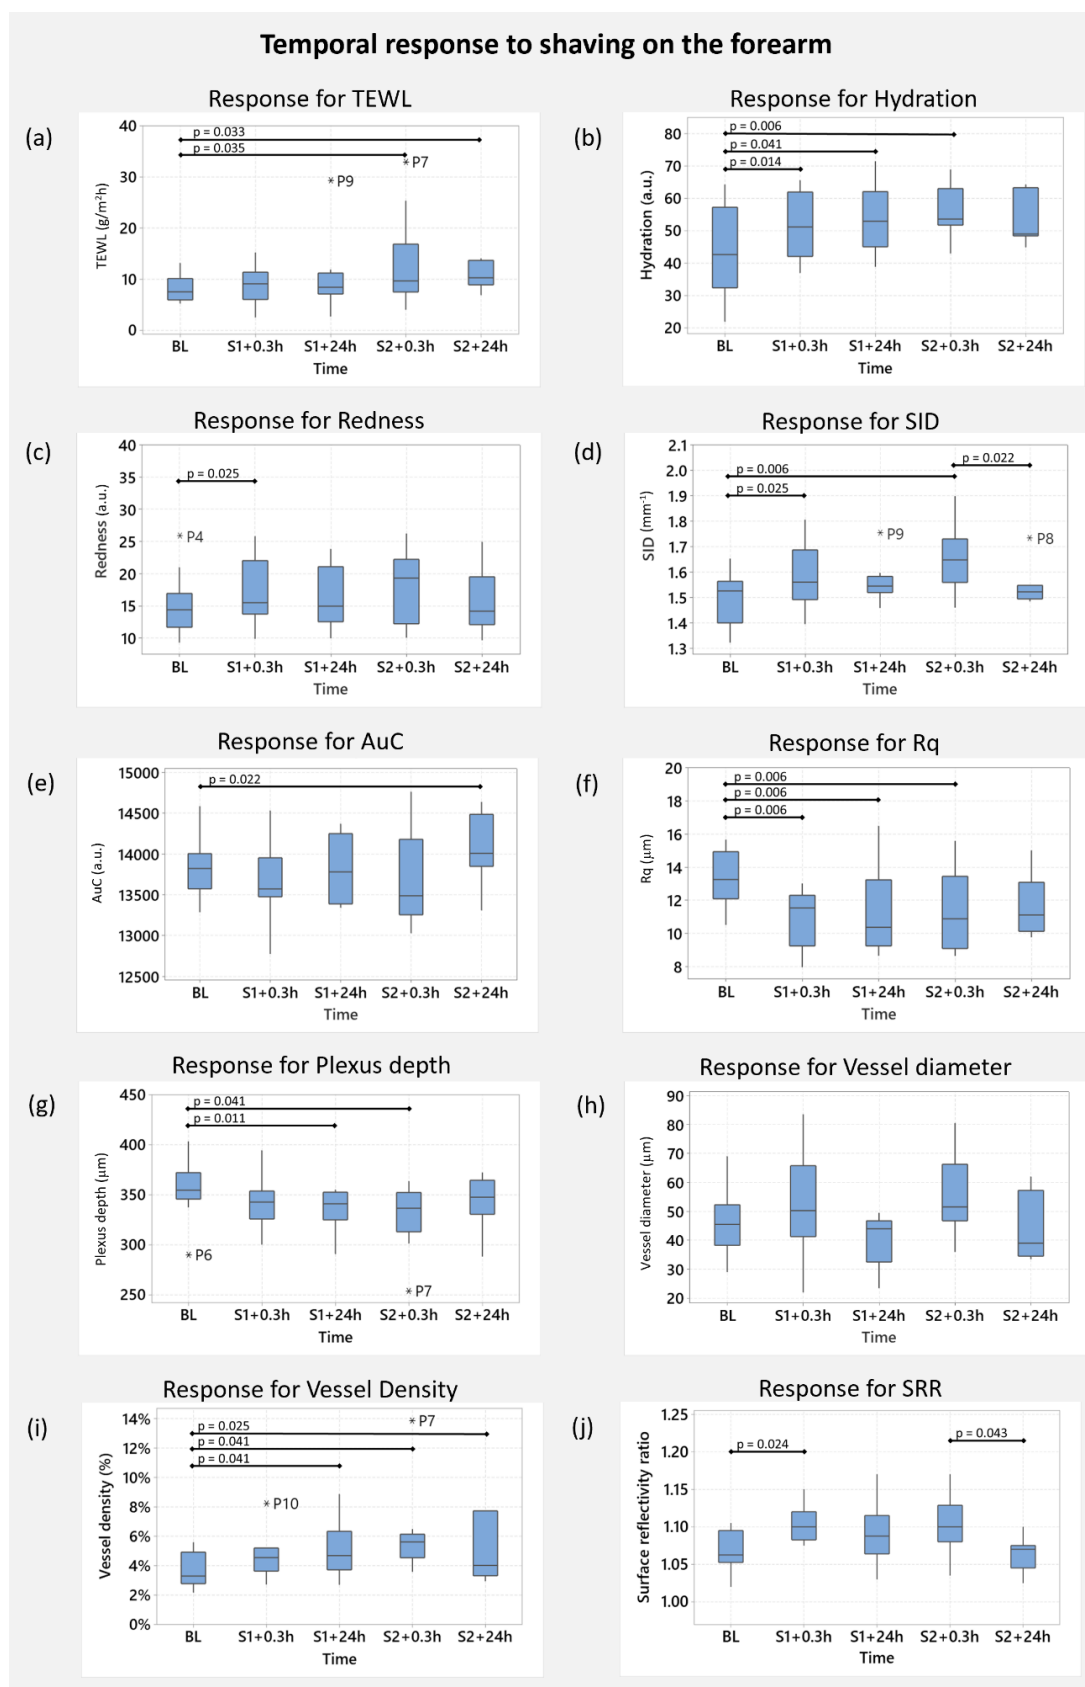 Temporal response to shaving on the forearm
Response for TEWL
(a)
TEWL (g/m²h)
40
30
20
10
0
p = 0.033
p = 0.035
* P7
* P9
BL S1+0.3h S1+24h S2+0.3h S2+24h
Time
Response for Hydration
(b)
Hydration (a.u.)
80
70
60
50
40
30
20
p = 0.006
p = 0.041
p = 0.014
BL S1+0.3h S1+24h S2+0.3h S2+24h
Time
Response for Redness
(c)
Redness (a.u.)
40
35
30
25
20
15
10
p = 0.025
* P4
BL S1+0.3h S1+24h S2+0.3h S2+24h
Time
Response for SID
(d)
SID (mm⁻¹)
2.1
2.0
1.9
1.8
1.7
1.6
1.5
1.4
1.3
p = 0.022
p = 0.006
p = 0.025
* P9
* P8
BL S1+0.3h S1+24h S2+0.3h S2+24h
Time
Response for AuC
(e)
AuC (a.u.)
15000
14500
14000
13500
13000
12500
p = 0.022
BL S1+0.3h S1+24h S2+0.3h S2+24h
Time
Response for Rq
(f)
Rq (μm)
20
18
16
14
12
10
8
p = 0.006
p = 0.006
p = 0.006
BL S1+0.3h S1+24h S2+0.3h S2+24h
Time
Response for Plexus depth
(g)
Plexus depth (μm)
450
400
350
300
250
p = 0.041
p = 0.011
* P6
* P7
BL S1+0.3h S1+24h S2+0.3h S2+24h
Time
Response for Vessel diameter
(h)
Vessel diameter (μm)
90
80
70
60
50
40
30
20
BL S1+0.3h S1+24h S2+0.3h S2+24h
Time
Response for Vessel Density
(i)
Vessel density (%)
14%
12%
10%
8%
6%
4%
2%
0%
* P7
p = 0.025
p = 0.041
p = 0.041
* P10
BL S1+0.3h S1+24h S2+0.3h S2+24h
Time
Response for SRR
(j)
Surface reflectivity ratio
1.25
1.20
1.15
1.10
1.05
1.00
p = 0.043
p = 0.024
BL S1+0.3h S1+24h S2+0.3h S2+24h
Time